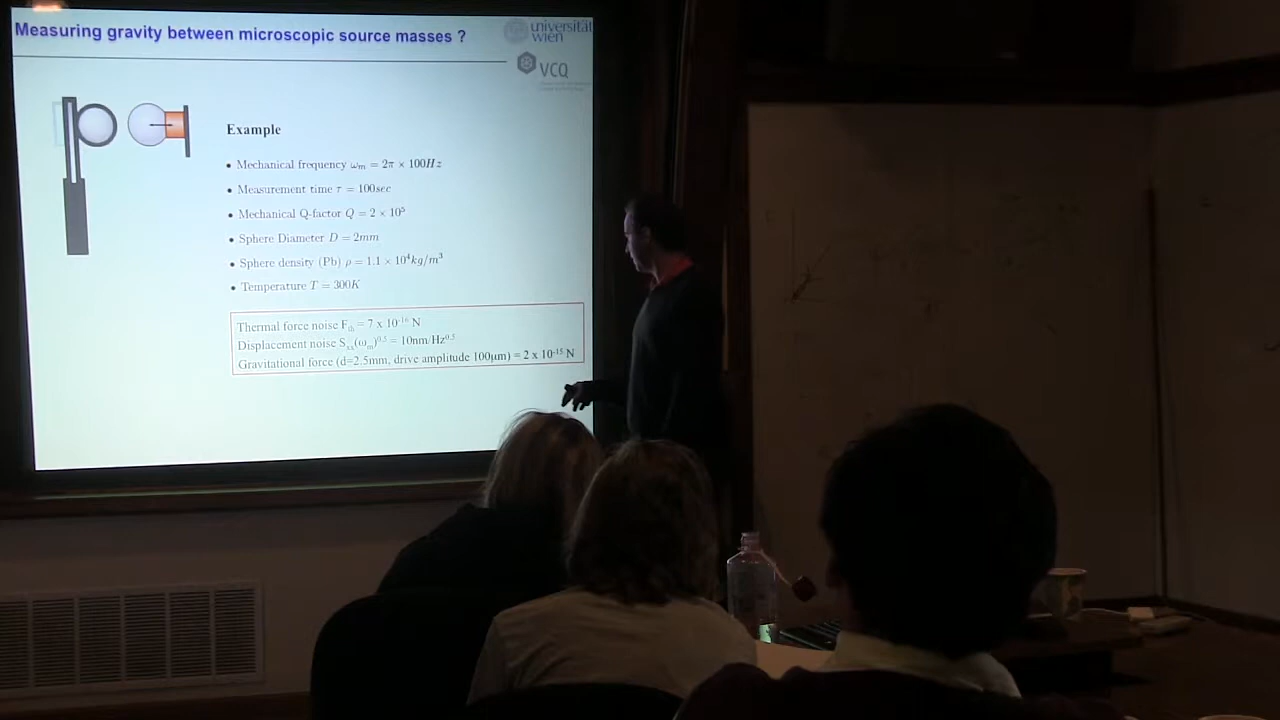 Measuring gravity between microscopic source masses ?
universität
wien
VCQ
Example
• Mechanical frequency ωm = 2π × 100Hz
• Measurement time τ = 100sec
• Mechanical Q-factor Q = 2 × 10⁵
• Sphere Diameter D = 2mm
• Sphere density (Pb) ρ = 1.1 × 10⁴kg/m³
• Temperature T = 300K
Thermal force noise Fth = 7 x 10⁻¹⁶ N
Displacement noise Sxx(ωm)⁰·⁵ = 10nm/Hz⁰·⁵
Gravitational force (d=2.5mm, drive amplitude 100μm) = 2 x 10⁻¹⁵ N